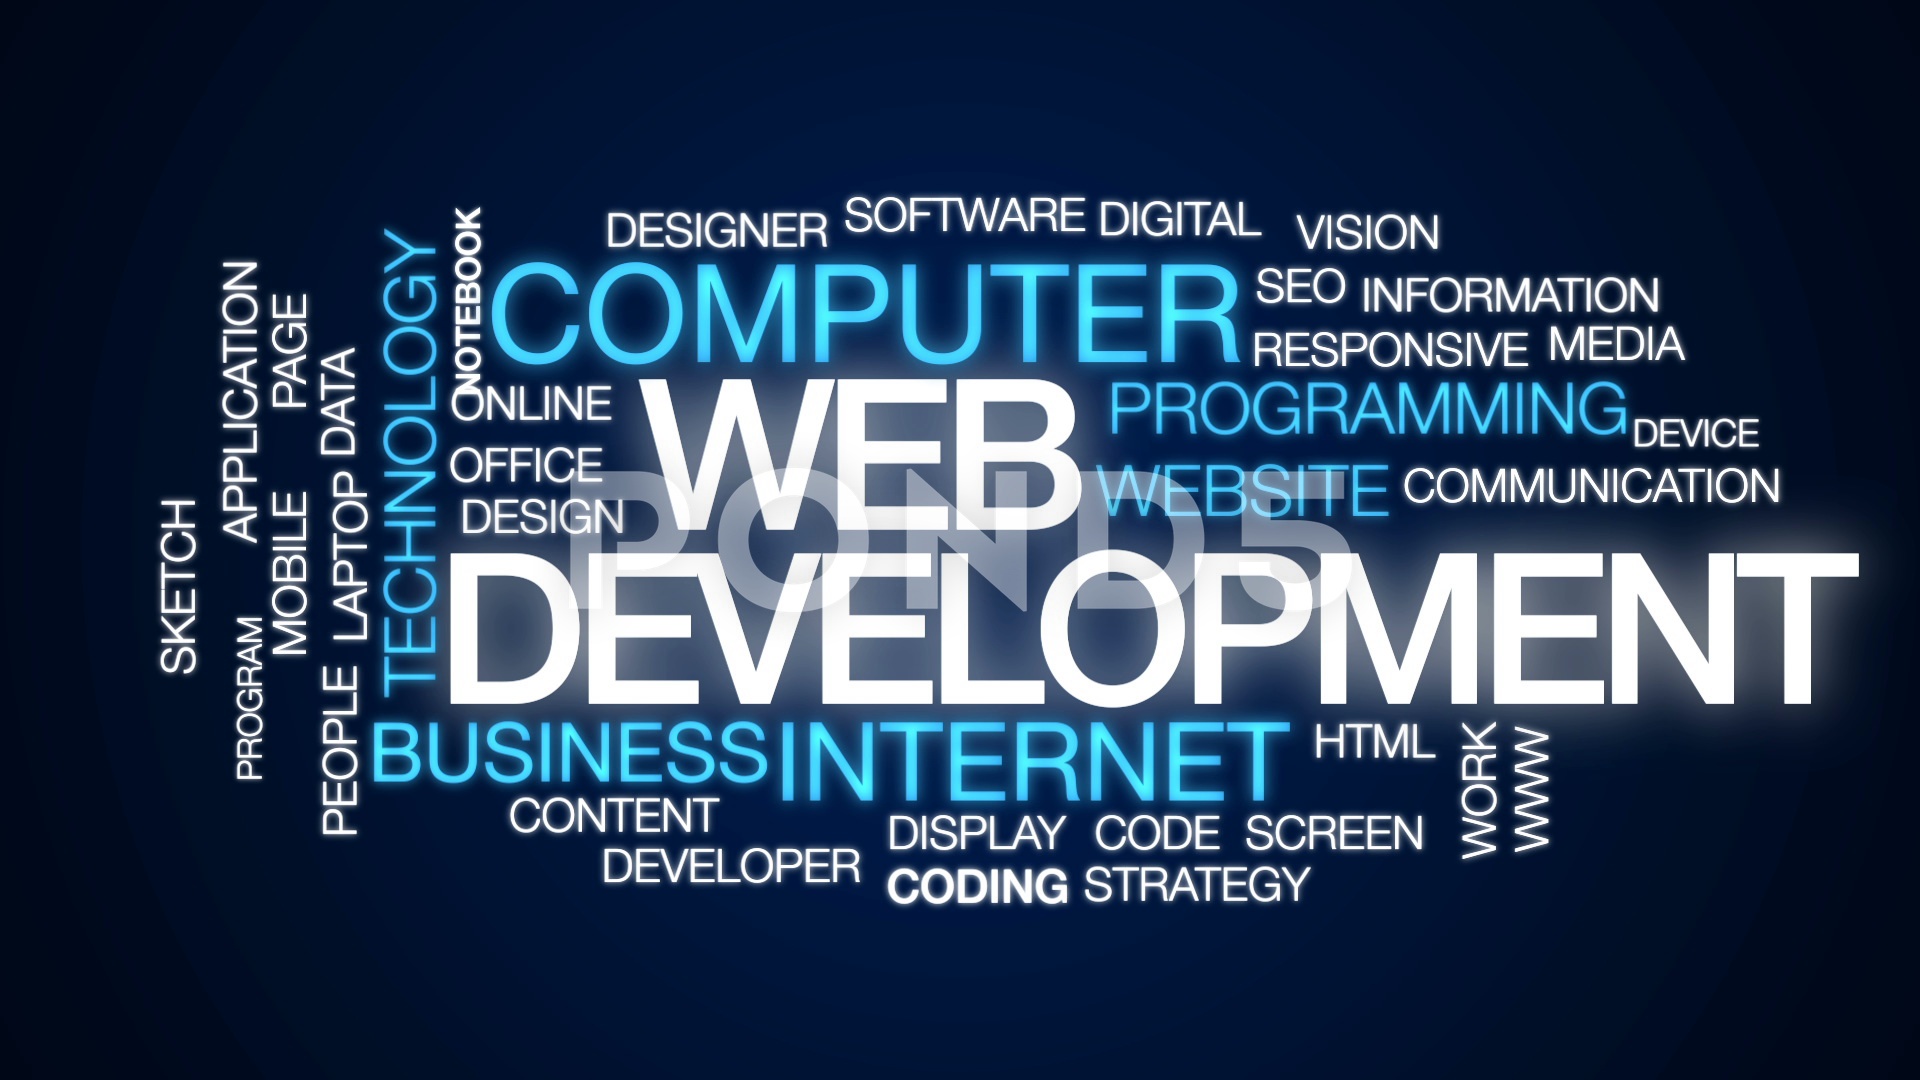 DESIGNER SOFTWARE DIGITAL VISION
COMPUTER
SEO INFORMATION
RESPONSIVE MEDIA
NOTEBOOK
TECHNOLOGY
APPLICATION
PAGE
DATA
ONLINE
WEB
PROGRAMMING
DEVICE
OFFICE
WEBSITE COMMUNICATION
DESIGN
POND5
DEVELOPMENT
SKETCH
MOBILE
LAPTOP
PROGRAM
PEOPLE
BUSINESS INTERNET HTML
WORK
WWW
CONTENT
DISPLAY CODE SCREEN
DEVELOPER
CODING STRATEGY